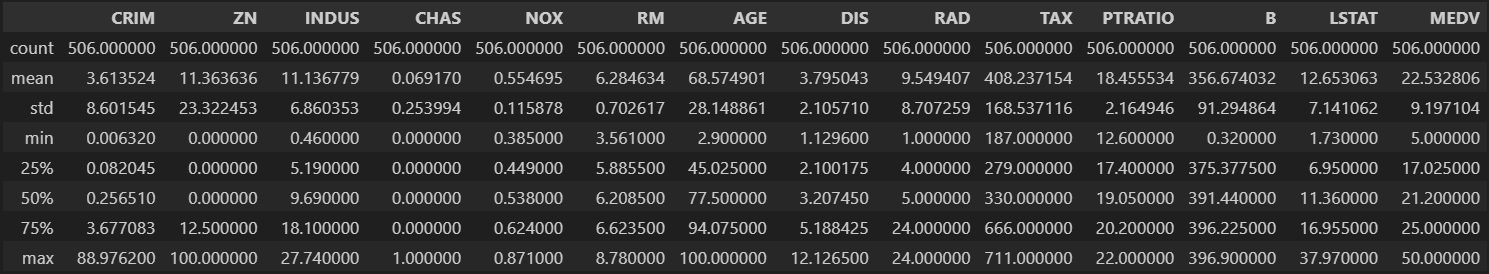 CRIM ZN INDUS CHAS NOX RM AGE DIS RAD TAX PTRATIO B LSTAT MEDV
count 506.000000 506.000000 506.000000 506.000000 506.000000 506.000000 506.000000 506.000000 506.000000 506.000000 506.000000 506.000000 506.000000 506.000000
mean 3.613524 11.363636 11.136779 0.069170 0.554695 6.284634 68.574901 3.795043 9.549407 408.237154 18.455534 356.674032 12.653063 22.532806
std 8.601545 23.322453 6.860353 0.253994 0.115878 0.702617 28.148861 2.105710 8.707259 168.537116 2.164946 91.294864 7.141062 9.197104
min 0.006320 0.000000 0.460000 0.000000 0.385000 3.561000 2.900000 1.129600 1.000000 187.000000 12.600000 0.320000 1.730000 5.000000
25% 0.082045 0.000000 5.190000 0.000000 0.449000 5.885500 45.025000 2.100175 4.000000 279.000000 17.400000 375.377500 6.950000 17.025000
50% 0.256510 0.000000 9.690000 0.000000 0.538000 6.208500 77.500000 3.207450 5.000000 330.000000 19.050000 391.440000 11.360000 21.200000
75% 3.677083 12.500000 18.100000 0.000000 0.624000 6.623500 94.075000 5.188425 24.000000 666.000000 20.200000 396.225000 16.955000 25.000000
max 88.976200 100.000000 27.740000 1.000000 0.871000 8.780000 100.000000 12.126500 24.000000 711.000000 22.000000 396.900000 37.970000 50.000000